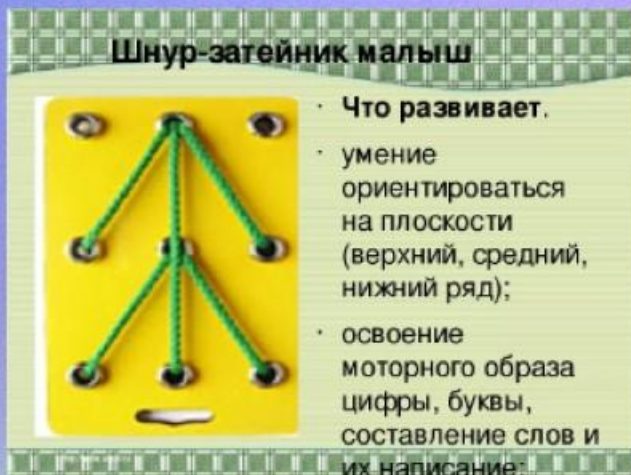 Шнур-затейник малыш
· Что развивает.
· умение
ориентироваться
на плоскости
(верхний, средний,
нижний ряд);
· освоение
моторного образа
цифры, буквы,
составление слов и
их написание;